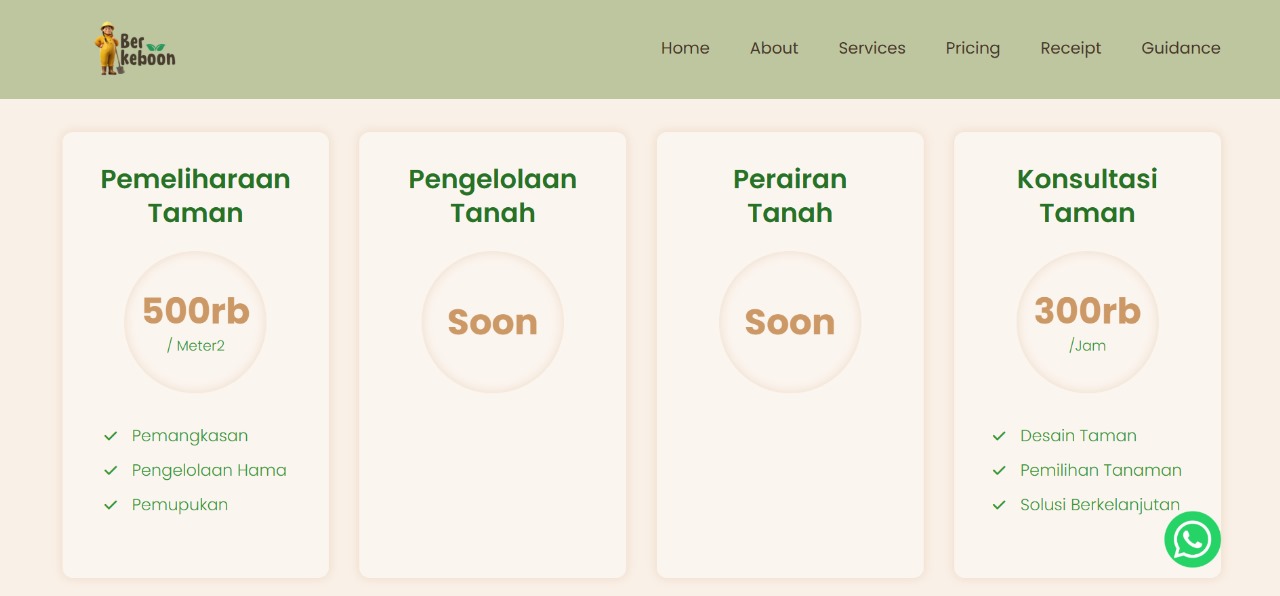 Ber
keboon
Home
About
Services
Pricing
Receipt
Guidance
Pemeliharaan
Taman
500rb
/ Meter2
Pemangkasan
Pengelolaan Hama
Pemupukan
Pengelolaan
Tanah
Soon
Perairan
Tanah
Soon
Konsultasi
Taman
300rb
/Jam
Desain Taman
Pemilihan Tanaman
Solusi Berkelanjutan